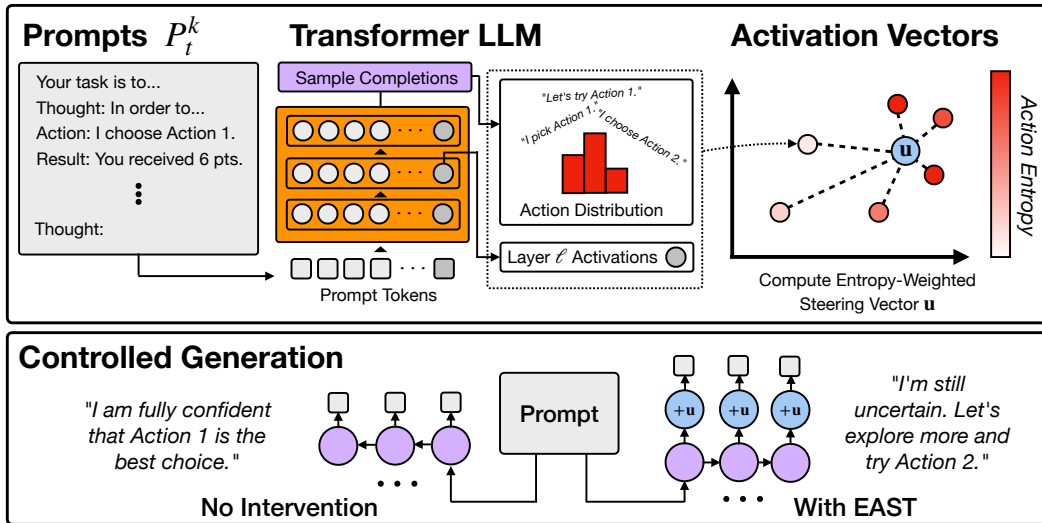 Prompts P_t^k
Your task is to...
Thought: In order to...
Action: I choose Action 1.
Result: You received 6 pts.
Thought:
Transformer LLM
Sample Completions
Prompt Tokens
"Let's try Action 1."
"I pick Action 1."
"I choose Action 2."
Action Distribution
Layer ℓ Activations
Activation Vectors
u
Action Entropy
Compute Entropy-Weighted
Steering Vector u
Controlled Generation
"I am fully confident
that Action 1 is the
best choice."
No Intervention
Prompt
+u +u +u
"I'm still
uncertain. Let's
explore more and
try Action 2."
With EAST